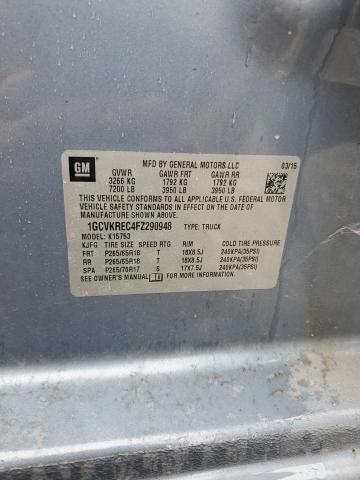 GM
MFD BY GENERAL MOTORS LLC 03/15
GVWR GAWR FRT GAWR RR
3266 KG 1792 KG 1792 KG
7200 LB 3950 LB 3950 LB
THIS VEHICLE CONFORMS TO ALL APPLICABLE U.S. FEDERAL MOTOR
VEHICLE SAFETY AND THEFT PREVENTION STANDARDS IN EFFECT ON
THE DATE OF MANUFACTURE SHOWN ABOVE.
1GCVKREC4FZ290948 TYPE: TRUCK
MODEL: K15753
KJFG TIRE SIZE SPEED RTG RIM COLD TIRE PRESSURE
FRT P265/65R18 T 18X8.5J 240KPA(35PSI)
RR P265/65R18 T 18X8.5J 240KPA(35PSI)
SPA P265/70R17 S 17X7.5J 240KPA(35PSI)
SEE OWNER'S MANUAL FOR ADDITIONAL INFORMATION.